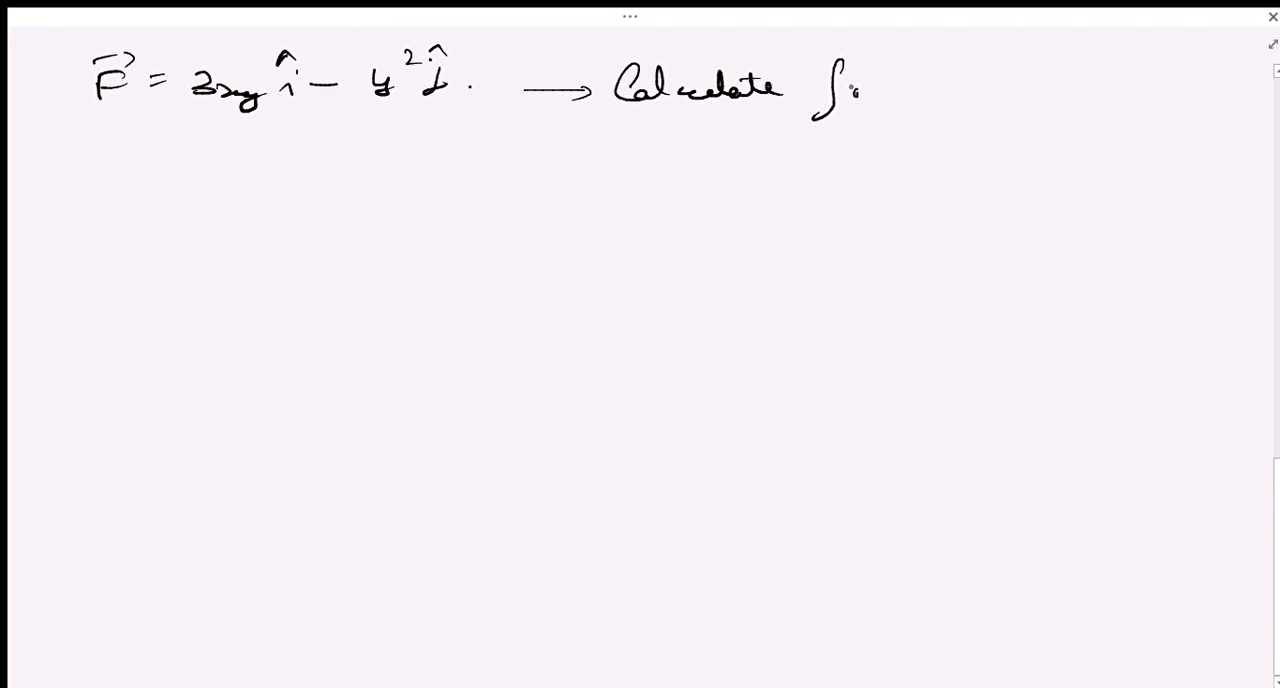 F⃗ = 3xy î − y² ĵ. → Calculate ∫